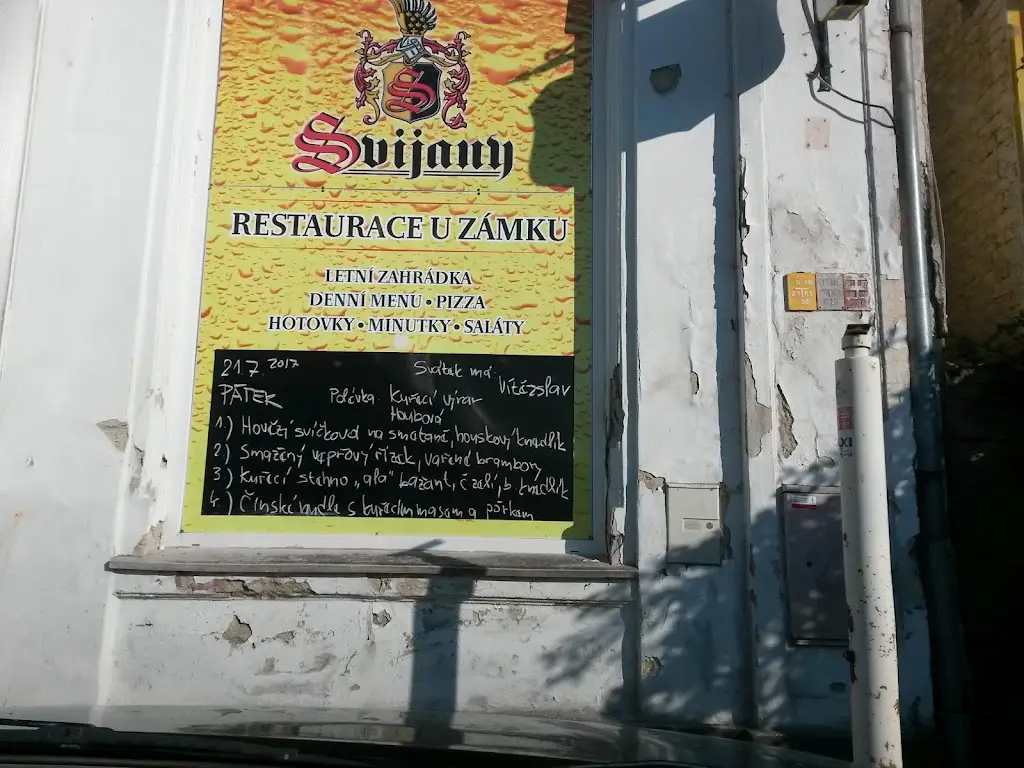 Svijany
RESTAURACE U ZÁMKU
LETNÍ ZAHRÁDKA
DENNÍ MENU • PIZZA
HOTOVKY • MINUTKY • SALÁTY
21.7. 2017 Svátek má: Vítězslav
PÁTEK Polévka Kuřecí vývar
Houbová
1) Hovězí svíčková na smetaně, houskový knedlík
2) Smažený vepřový řízek, vařené brambory
3) Kuřecí stehno „ala" bažant, č. zelí, b. knedlík
4) Čínské nudle s kuřecím masem a pórkem